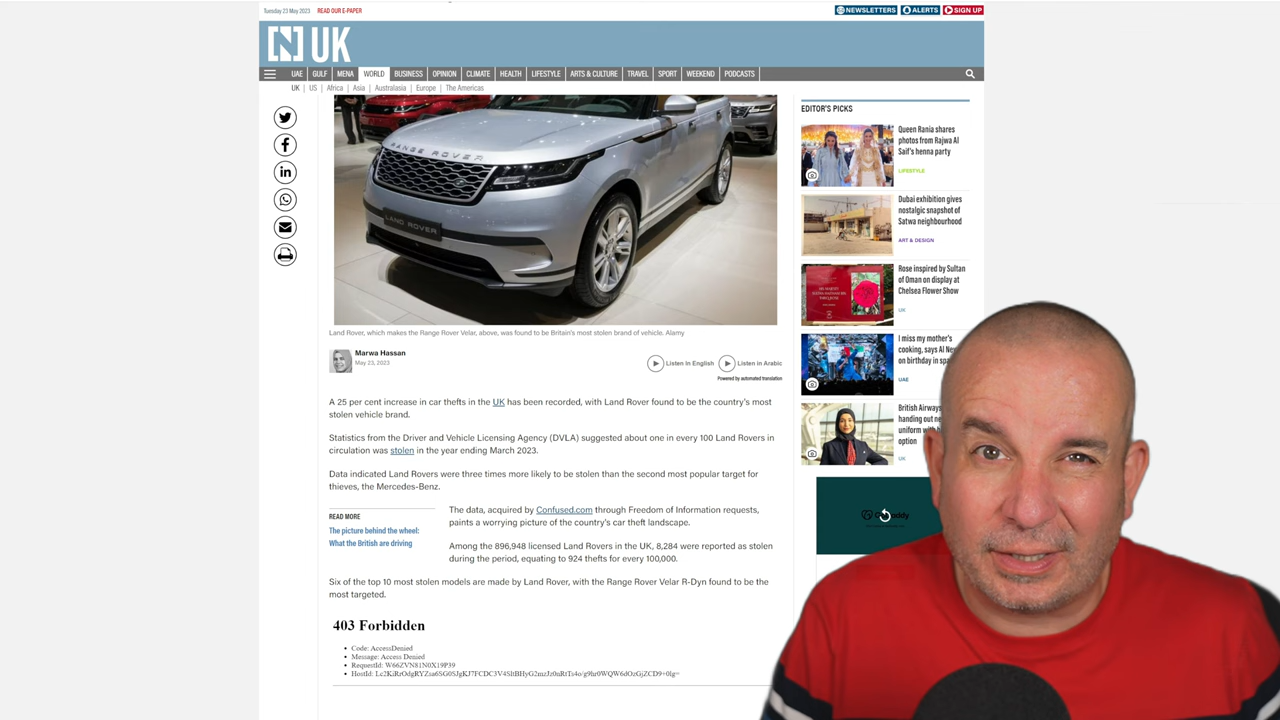 Tuesday 23 May 2023
READ OUR E-PAPER
NEWSLETTERS
ALERTS
SIGN UP
N UK
UAE
GULF
MENA
WORLD
BUSINESS
OPINION
CLIMATE
HEALTH
LIFESTYLE
ARTS & CULTURE
TRAVEL
SPORT
WEEKEND
PODCASTS
UK
US
Africa
Asia
Australasia
Europe
The Americas
RANGE ROVER
LAND ROVER
Land Rover, which makes the Range Rover Velar, above, was found to be Britain's most stolen brand of vehicle. Alamy
Marwa Hassan
May 23, 2023
Listen in English
Listen in Arabic
Powered by automated translation
A 25 per cent increase in car thefts in the UK has been recorded, with Land Rover found to be the country's most
stolen vehicle brand.
Statistics from the Driver and Vehicle Licensing Agency (DVLA) suggested about one in every 100 Land Rovers in
circulation was stolen in the year ending March 2023.
Data indicated Land Rovers were three times more likely to be stolen than the second most popular target for
thieves, the Mercedes-Benz.
READ MORE
The picture behind the wheel:
What the British are driving
The data, acquired by Confused.com through Freedom of Information requests,
paints a worrying picture of the country's car theft landscape.
Among the 896,948 licensed Land Rovers in the UK, 8,284 were reported as stolen
during the period, equating to 924 thefts for every 100,000.
Six of the top 10 most stolen models are made by Land Rover, with the Range Rover Velar R-Dyn found to be the
most targeted.
403 Forbidden
Code: AccessDenied
Message: Access Denied
RequestId: W66ZVN81N0X19P39
HostId:
EDITOR'S PICKS
Queen Rania shares
photos from Rajwa Al
Saif's henna party
LIFESTYLE
Dubai exhibition gives
nostalgic snapshot of
Satwa neighbourhood
ART & DESIGN
Rose inspired by Sultan
of Oman on display at
Chelsea Flower Show
UK
I miss my mother's
cooking, says Al
on birthday in
UAE
British Airways
handing out
uniform with
option
UK